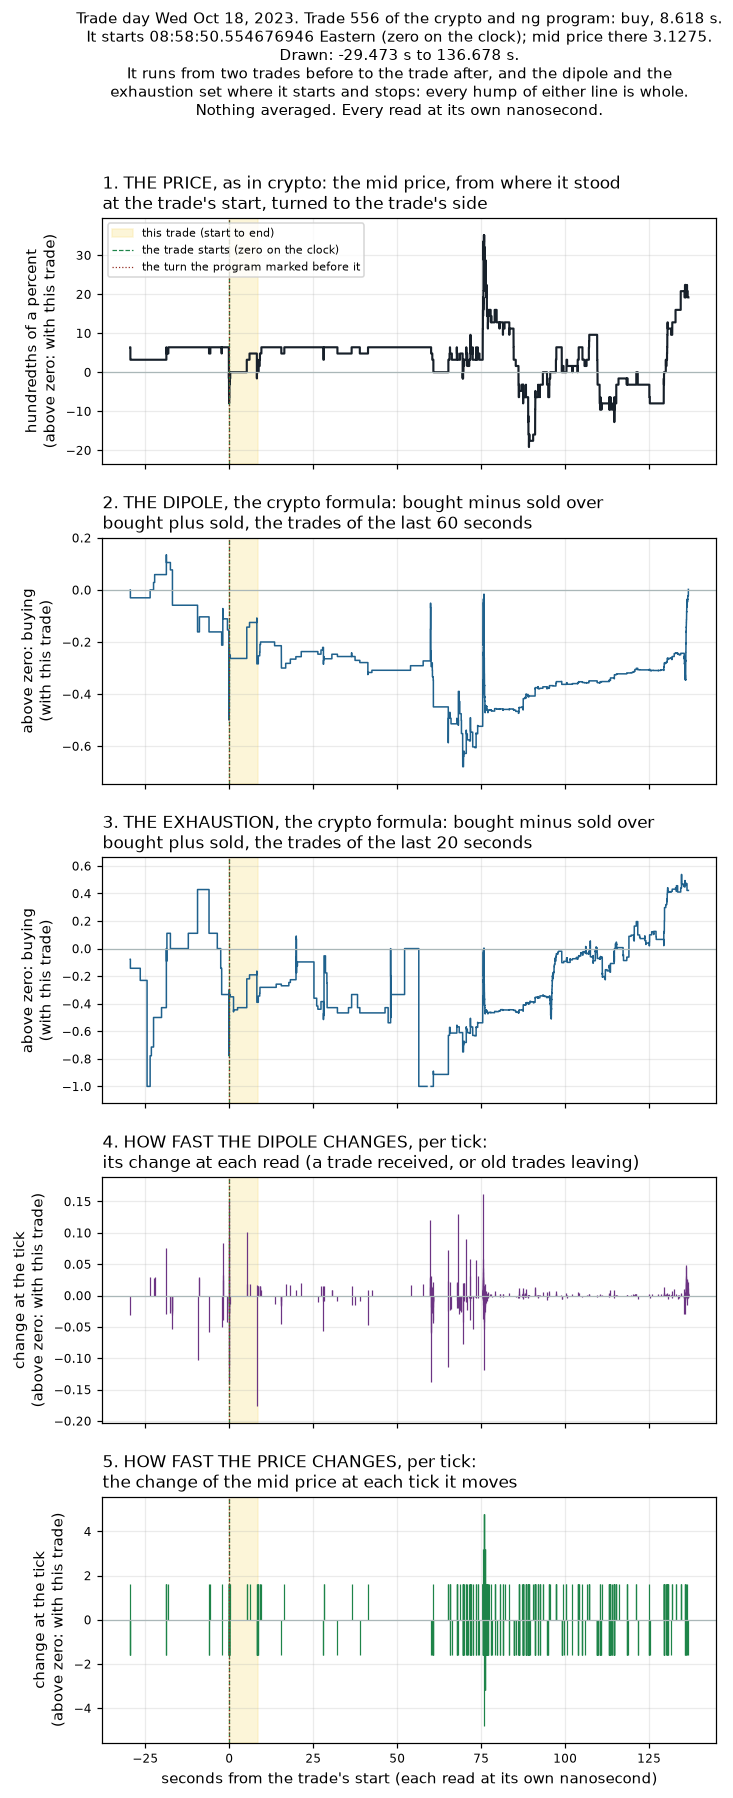 Trade day Wed Oct 18, 2023. Trade 556 of the crypto and ng program: buy, 8.618 s.
It starts 08:58:50.554676946 Eastern (zero on the clock); mid price there 3.1275.
Drawn: -29.473 s to 136.678 s.
It runs from two trades before to the trade after, and the dipole and the
exhaustion set where it starts and stops: every hump of either line is whole.
Nothing averaged. Every read at its own nanosecond.
1. THE PRICE, as in crypto: the mid price, from where it stood
at the trade's start, turned to the trade's side
this trade (start to end)
the trade starts (zero on the clock)
the turn the program marked before it
hundredths of a percent
(above zero: with this trade)
30
20
10
0
−10
−20
2. THE DIPOLE, the crypto formula: bought minus sold over
bought plus sold, the trades of the last 60 seconds
above zero: buying
(with this trade)
0.2
0.0
−0.2
−0.4
−0.6
3. THE EXHAUSTION, the crypto formula: bought minus sold over
bought plus sold, the trades of the last 20 seconds
above zero: buying
(with this trade)
0.6
0.4
0.2
0.0
−0.2
−0.4
−0.6
−0.8
−1.0
4. HOW FAST THE DIPOLE CHANGES, per tick:
its change at each read (a trade received, or old trades leaving)
change at the tick
(above zero: with this trade)
0.15
0.10
0.05
0.00
−0.05
−0.10
−0.15
−0.20
5. HOW FAST THE PRICE CHANGES, per tick:
the change of the mid price at each tick it moves
change at the tick
(above zero: with this trade)
4
2
0
−2
−4
−25 0 25 50 75 100 125
seconds from the trade's start (each read at its own nanosecond)